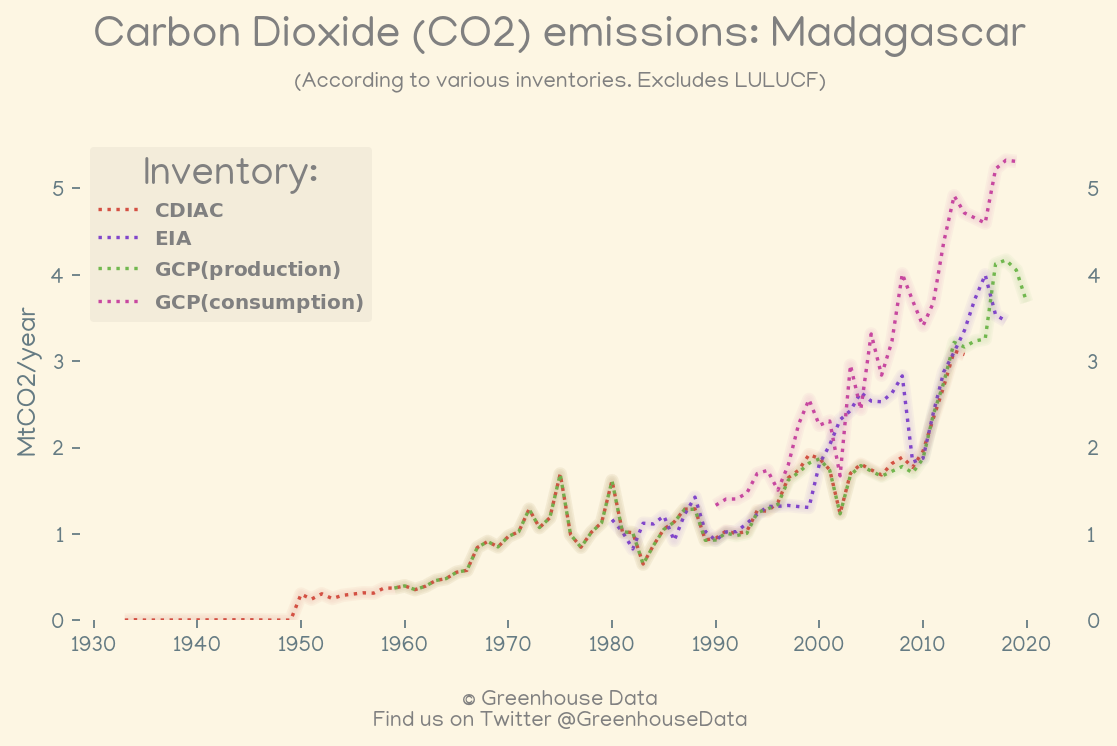 Carbon Dioxide (CO2) emissions: Madagascar
(According to various inventories. Excludes LULUCF)
Inventory:
CDIAC
EIA
GCP(production)
GCP(consumption)
MtCO2/year
5
4
3
2
1
0
5
4
3
2
1
0
1930 1940 1950 1960 1970 1980 1990 2000 2010 2020
© Greenhouse Data
Find us on Twitter @GreenhouseData